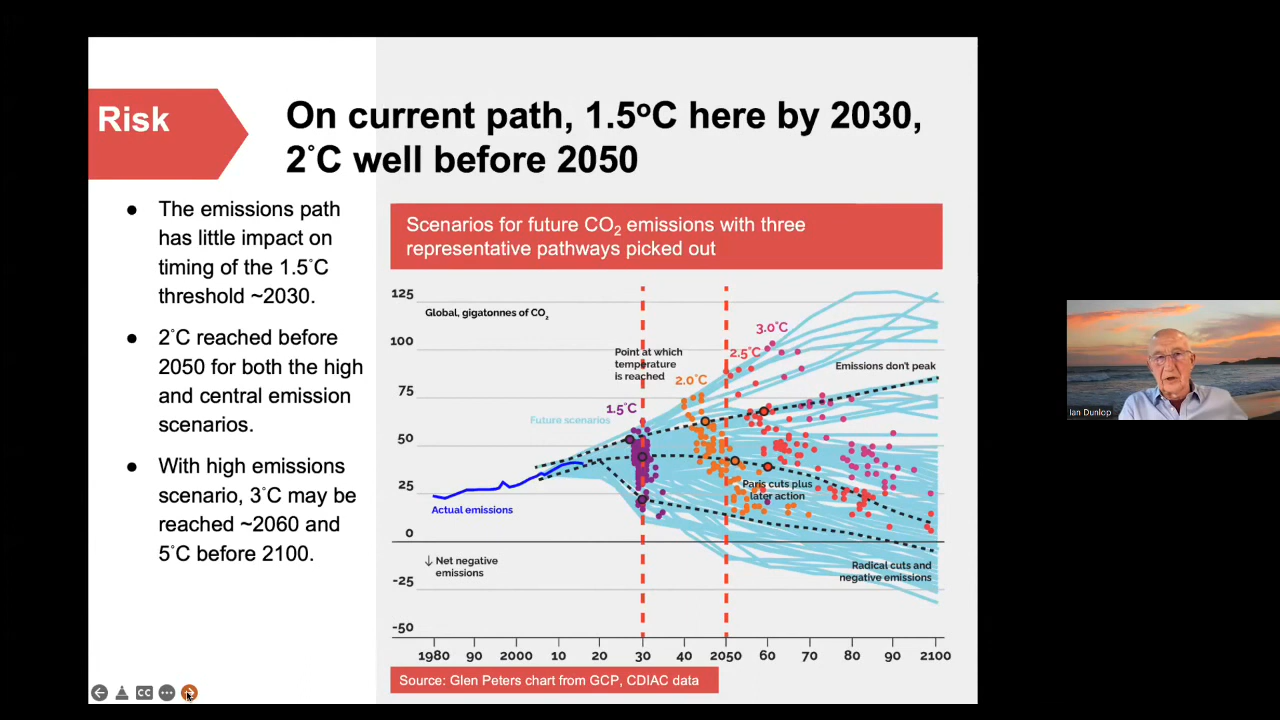 Risk
On current path, 1.5ºC here by 2030,
2˚C well before 2050
● The emissions path
has little impact on
timing of the 1.5˚C
threshold ~2030.
● 2˚C reached before
2050 for both the high
and central emission
scenarios.
● With high emissions
scenario, 3˚C may be
reached ~2060 and
5˚C before 2100.
Scenarios for future CO₂ emissions with three
representative pathways picked out
125
100
75
50
25
0
-25
-50
Global, gigatonnes of CO₂
Point at which
temperature
is reached
3.0˚C
2.5˚C
2.0˚C
1.5˚C
Emissions don't peak
Future scenarios
Actual emissions
Paris cuts plus
later action
↓ Net negative
emissions
Radical cuts and
negative emissions
1980 90 2000 10 20 30 40 2050 60 70 80 90 2100
Source: Glen Peters chart from GCP, CDIAC data
CC
Ian Dunlop